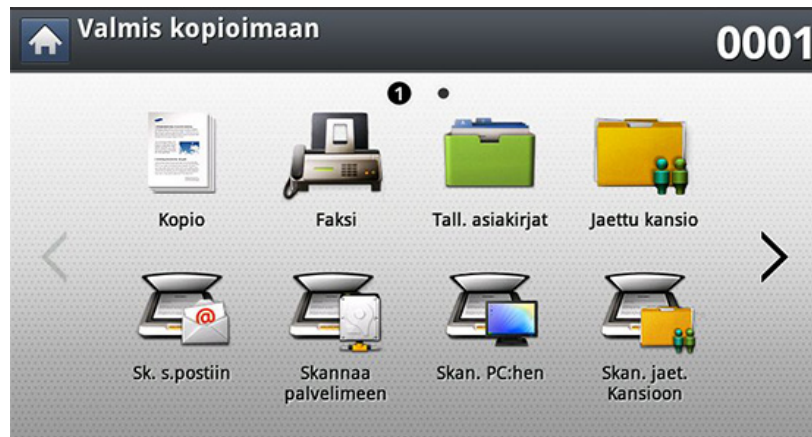 Valmis kopioimaan
0001
1
Kopio
Faksi
Tall. asiakirjat
Jaettu kansio
@
Sk. s.postiin
Skannaa
palvelimeen
Skan. PC:hen
Skan. jaet.
Kansioon